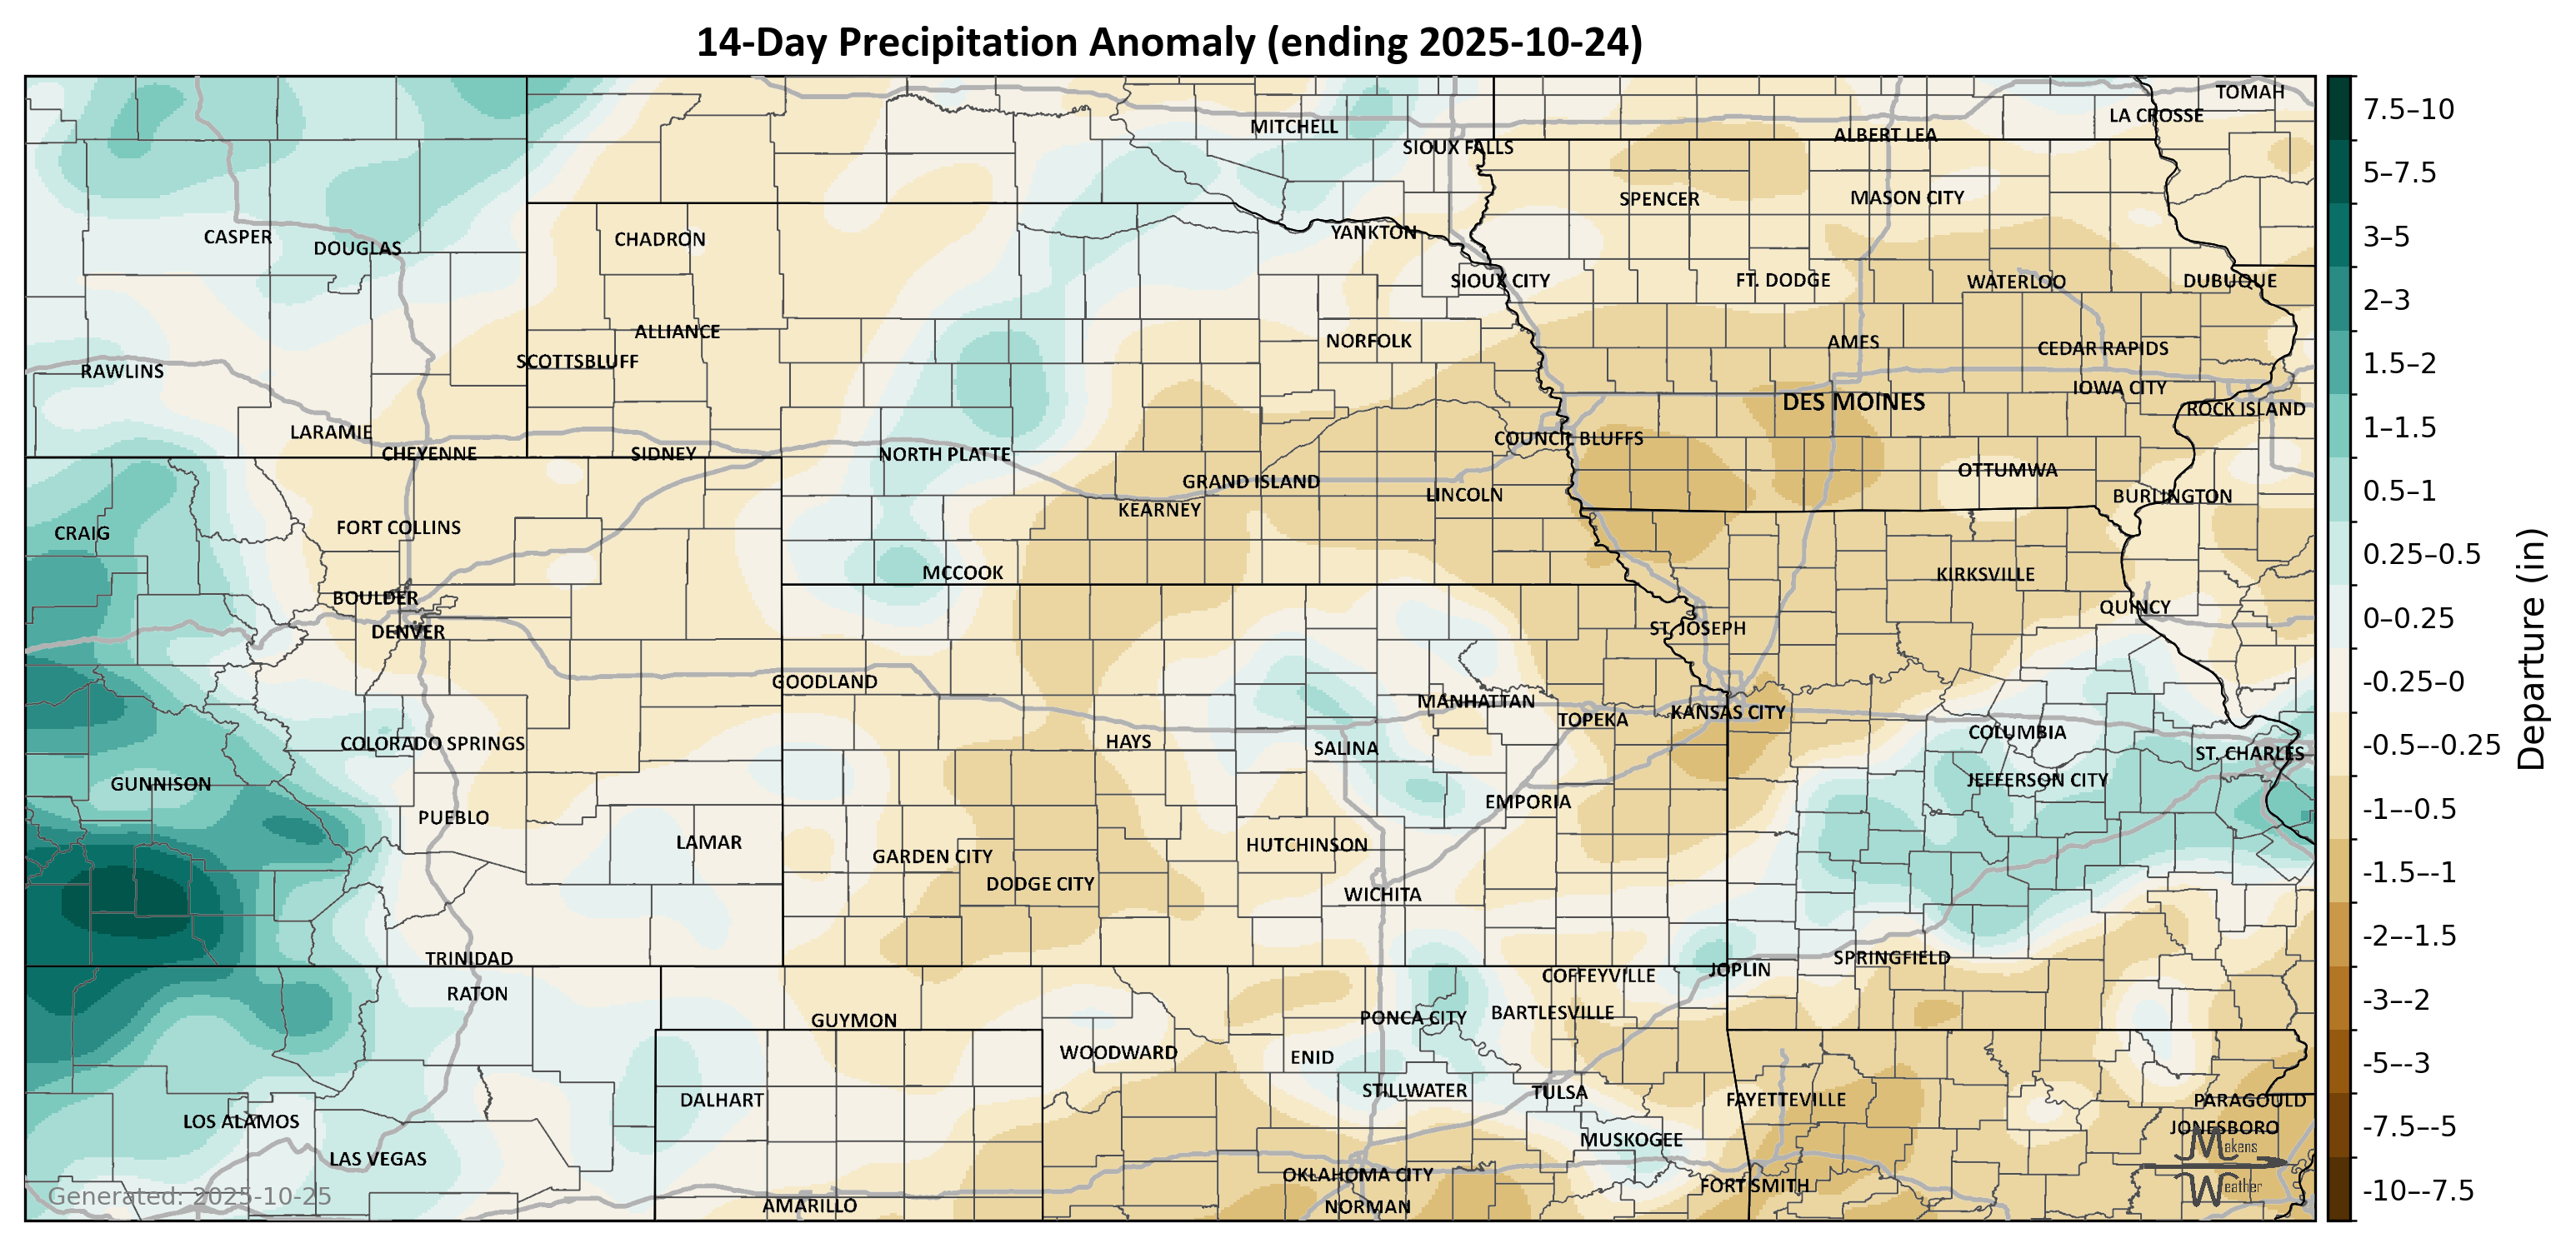 14-Day Precipitation Anomaly (ending 2025-10-24)
TOMAH
LA CROSSE
MITCHELL
ALBERT LEA
SIOUX FALLS
SPENCER
MASON CITY
CASPER
DOUGLAS
CHADRON
YANKTON
SIOUX CITY
FT. DODGE
WATERLOO
DUBUQUE
ALLIANCE
NORFOLK
AMES
CEDAR RAPIDS
SCOTTSBLUFF
RAWLINS
IOWA CITY
DES MOINES
ROCK ISLAND
LARAMIE
COUNCIL BLUFFS
CHEYENNE
SIDNEY
NORTH PLATTE
OTTUMWA
GRAND ISLAND
LINCOLN
BURLINGTON
KEARNEY
CRAIG
FORT COLLINS
MCCOOK
KIRKSVILLE
BOULDER
QUINCY
DENVER
ST. JOSEPH
GOODLAND
MANHATTAN
TOPEKA
KANSAS CITY
COLUMBIA
COLORADO SPRINGS
HAYS
SALINA
ST. CHARLES
GUNNISON
JEFFERSON CITY
EMPORIA
PUEBLO
LAMAR
HUTCHINSON
GARDEN CITY
DODGE CITY
WICHITA
TRINIDAD
SPRINGFIELD
JOPLIN
COFFEYVILLE
RATON
BARTLESVILLE
PONCA CITY
GUYMON
WOODWARD
ENID
STILLWATER
TULSA
DALHART
FAYETTEVILLE
PARAGOULD
LOS ALAMOS
JONESBORO
MUSKOGEE
LAS VEGAS
OKLAHOMA CITY
FORT SMITH
AMARILLO
NORMAN
Generated: 2025-10-25
Makens
Weather
7.5–10
5–7.5
3–5
2–3
1.5–2
1–1.5
0.5–1
0.25–0.5
0–0.25
-0.25–0
-0.5–-0.25
-1–-0.5
-1.5–-1
-2–-1.5
-3–-2
-5–-3
-7.5–-5
-10–-7.5
Departure (in)